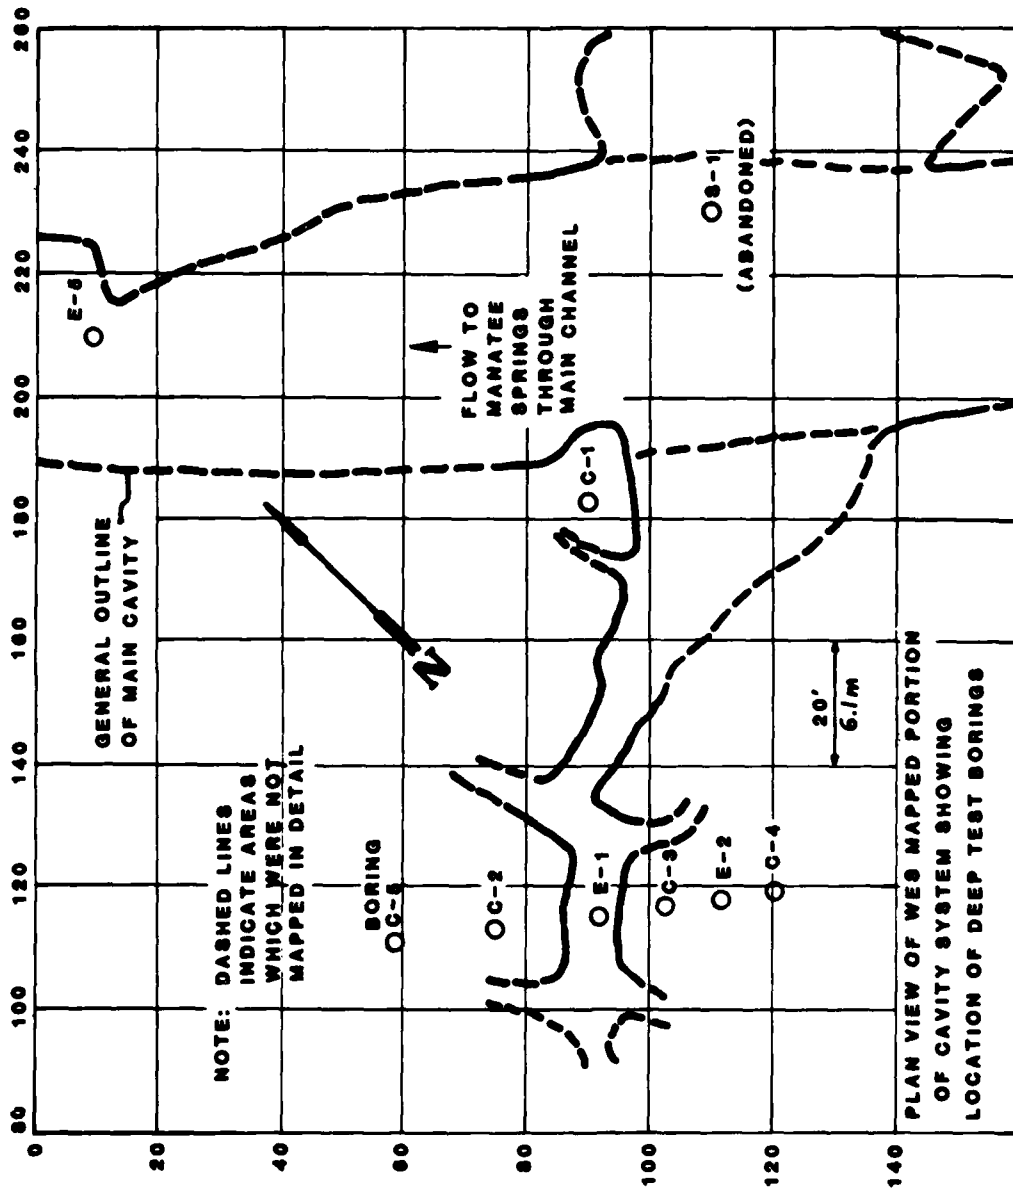 80
100
120
140
160
180
200
220
240
260
0
20
40
60
80
100
120
140
GENERAL OUTLINE
OF MAIN CAVITY
NOTE: DASHED LINES
INDICATE AREAS
WHICH WERE NOT
MAPPED IN DETAIL
E-5
FLOW TO
MANATEE
SPRINGS
THROUGH
MAIN CHANNEL
N
BORING
C-5
C-2
E-1
C-3
E-2
C-4
C-1
S-1
(ABANDONED)
20'
6.1m
PLAN VIEW OF WES MAPPED PORTION
OF CAVITY SYSTEM SHOWING
LOCATION OF DEEP TEST BORINGS